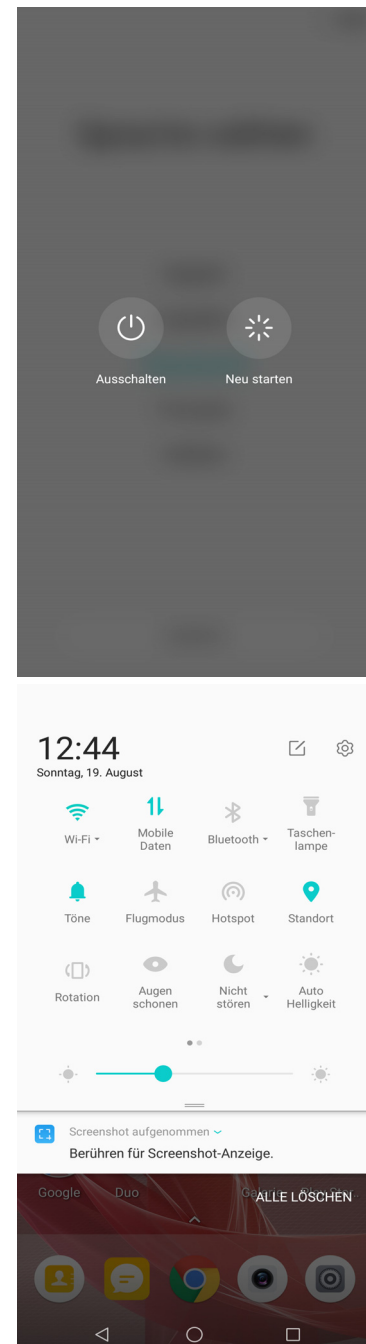 Ausschalten
Neu starten
12:44
Sonntag, 19. August
Wi-Fi
Mobile
Daten
Bluetooth
Taschen-
lampe
Töne
Flugmodus
Hotspot
Standort
Rotation
Augen
schonen
Nicht
stören
Auto
Helligkeit
Screenshot aufgenommen
Berühren für Screenshot-Anzeige.
Google
Duo
ALLE LÖSCHEN